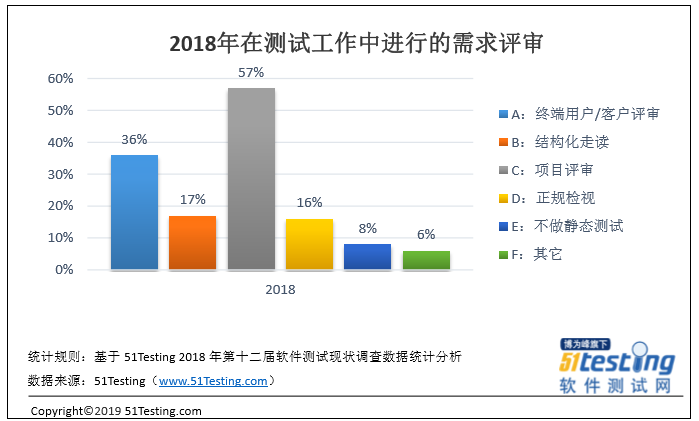 2018年在测试工作中进行的需求评审
60%
50%
40%
30%
20%
10%
0%
36%
17%
57%
16%
8%
6%
2018
A：终端用户/客户评审
B：结构化走读
C：项目评审
D：正规检视
E：不做静态测试
F：其它
统计规则：基于 51Testing 2018 年第十二届软件测试现状调查数据统计分析
数据来源：51Testing（www.51Testing.com）
博为峰旗下
51testing
软件测试网
Copyright©2019 51Testing.com